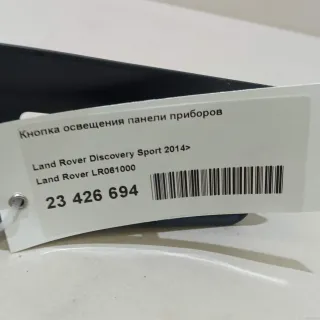 Кнопка освещения панели приборов
Land Rover Discovery Sport 2014>
Land Rover LR061000
23 426 694